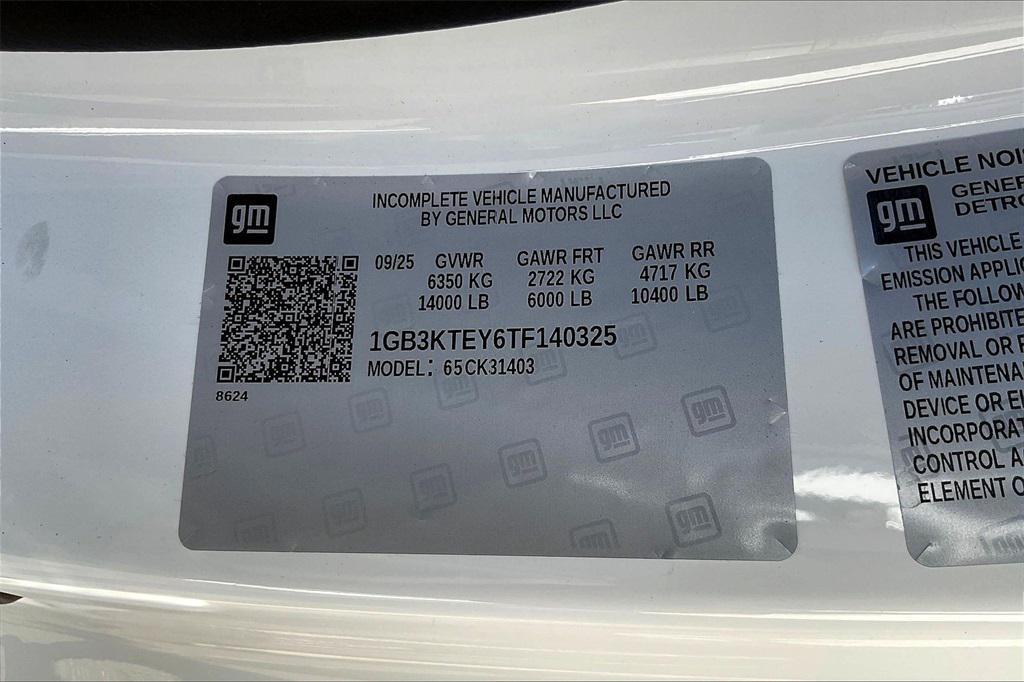 gm
INCOMPLETE VEHICLE MANUFACTURED
BY GENERAL MOTORS LLC
09/25 GVWR GAWR FRT GAWR RR
6350 KG 2722 KG 4717 KG
14000 LB 6000 LB 10400 LB
1GB3KTEY6TF140325
MODEL: 65CK31403
8624
VEHICLE NOI
gm
GENER
DETRO
THIS VEHICLE
EMISSION APPLIC
THE FOLLOW
ARE PROHIBITE
REMOVAL OR
OF MAINTENA
DEVICE OR EL
INCORPORAT
CONTROL A
ELEMENT O